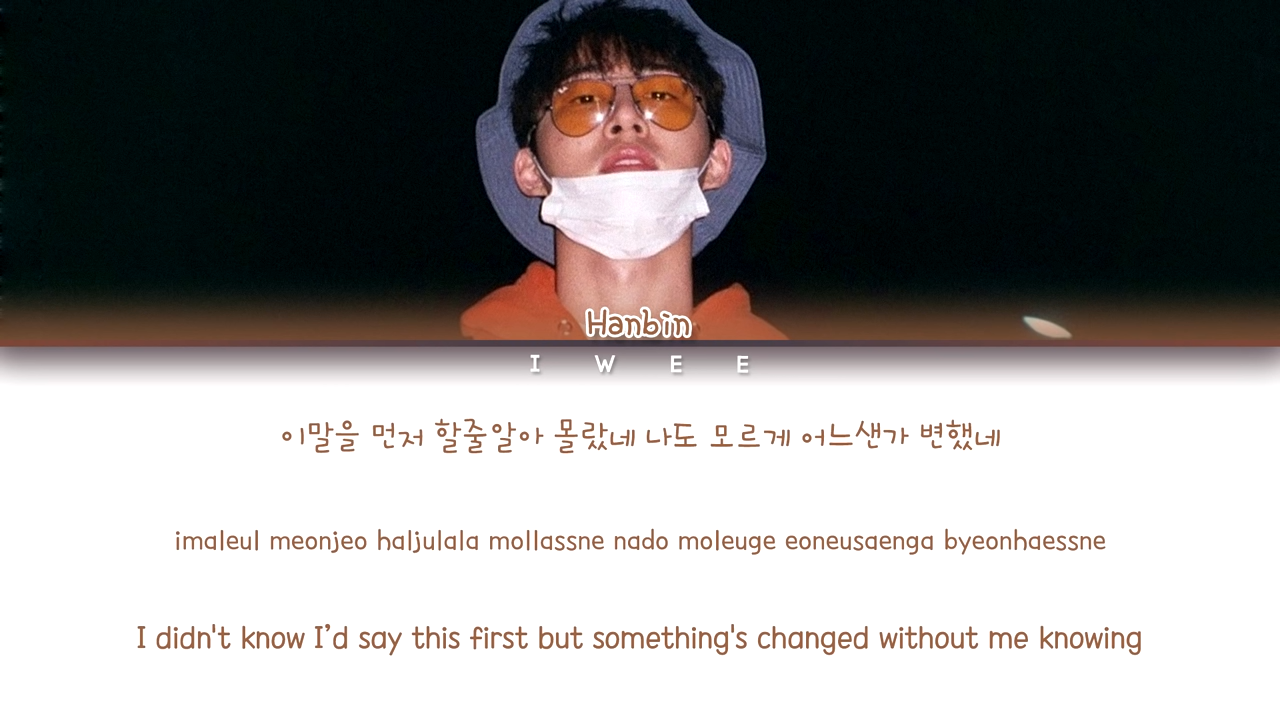 Hanbin
I W E E
이말을 먼저 할줄알아 몰랐네 나도 모르게 어느샌가 변했네
imaleul meonjeo haljulala mollassne nado moleuge eoneusaenga byeonhaessne
I didn't know I’d say this first but something's changed without me knowing